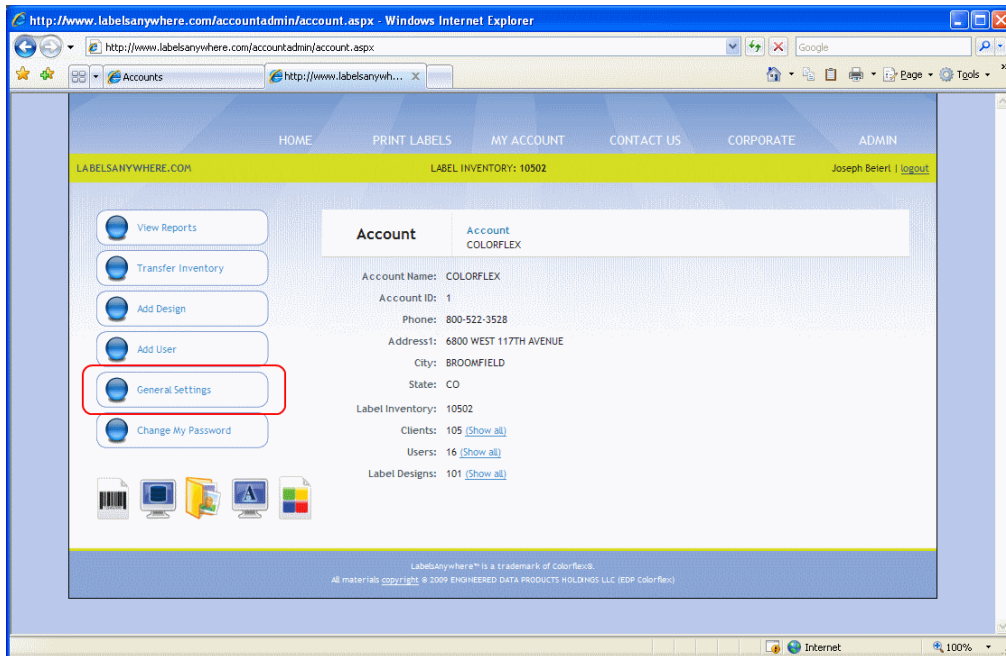 http://www.labelsanywhere.com/accountadmin/account.aspx - Windows Internet Explorer
http://www.labelsanywhere.com/accountadmin/account.aspx
Google
Accounts
http://www.labelsanywh... X
Page
Tools
HOME PRINT LABELS MY ACCOUNT CONTACT US CORPORATE ADMIN
LABELSANYWHERE.COM LABEL INVENTORY: 10502 Joseph Beierl | logout
View Reports
Transfer Inventory
Add Design
Add User
General Settings
Change My Password
Account
Account
COLORFLEX
Account Name: COLORFLEX
Account ID: 1
Phone: 800-522-3528
Address1: 6800 WEST 117TH AVENUE
City: BROOMFIELD
State: CO
Label Inventory: 10502
Clients: 105 (Show all)
Users: 16 (Show all)
Label Designs: 101 (Show all)
A
LabelsAnywhere™ is a trademark of Colorflex®.
All materials copyright © 2009 ENGINEERED DATA PRODUCTS HOLDINGS LLC (EDP Colorflex)
Internet
100%